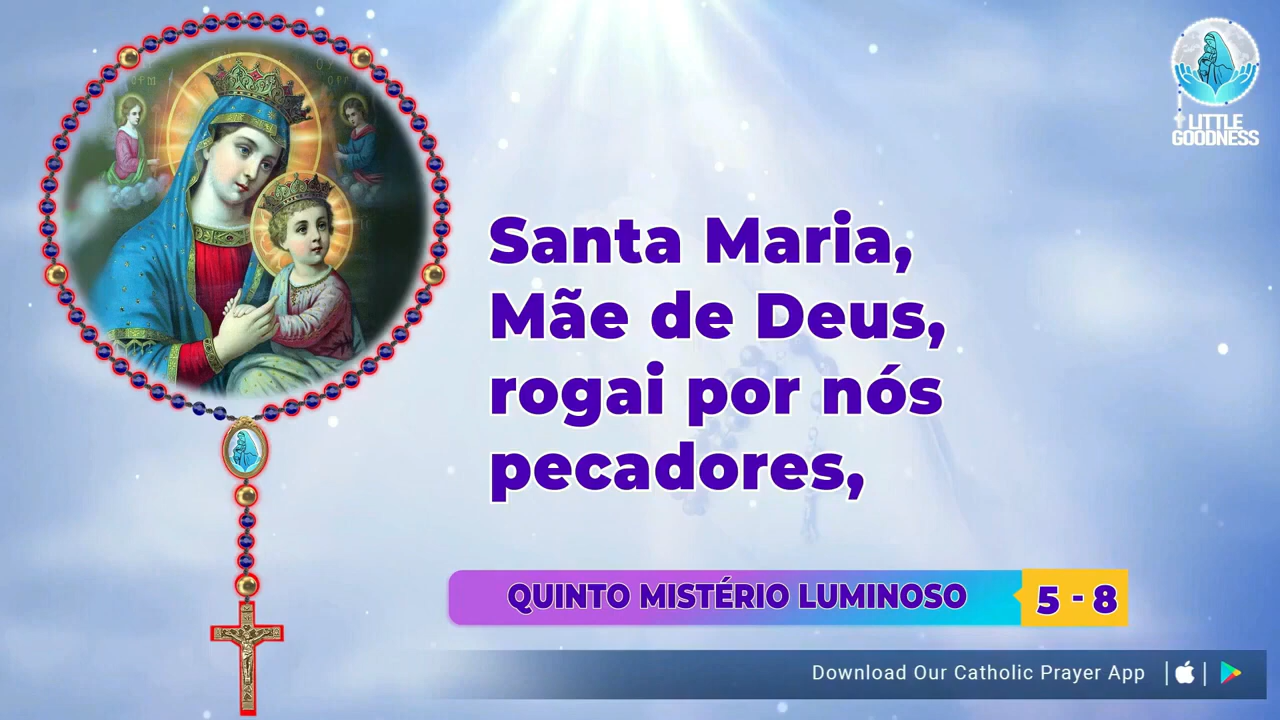 LITTLE
GOODNESS
Santa Maria,
Mãe de Deus,
rogai por nós
pecadores,
QUINTO MISTÉRIO LUMINOSO
5 - 8
Download Our Catholic Prayer App